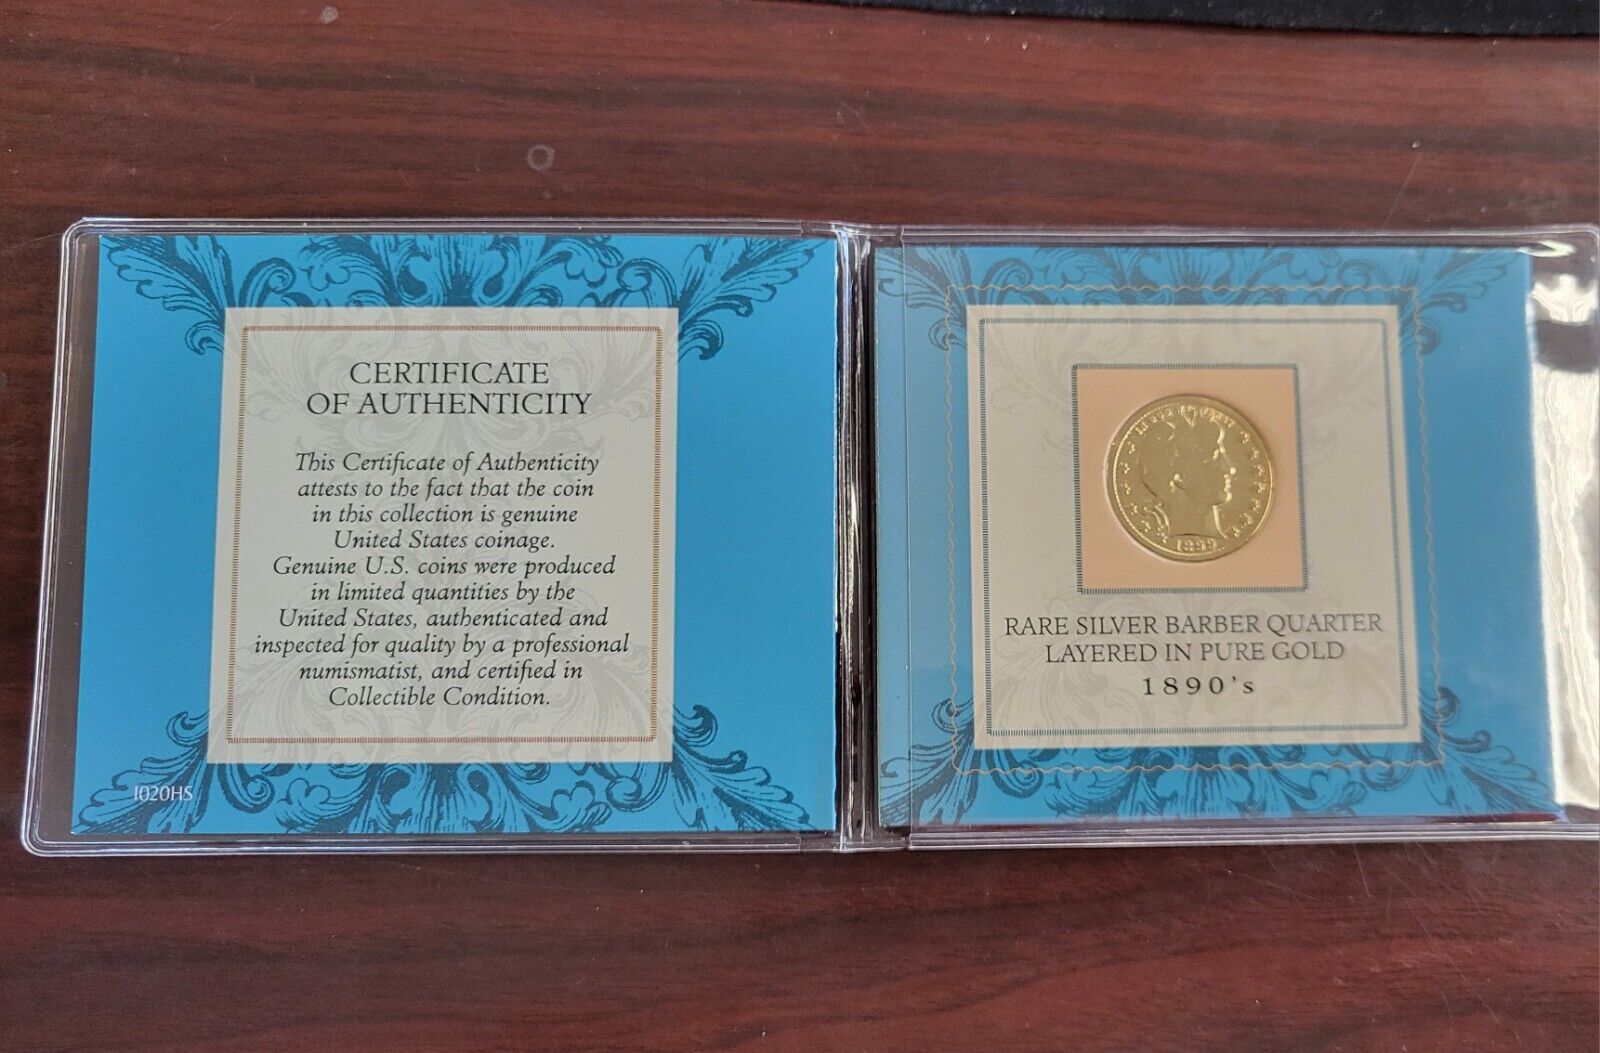 CERTIFICATE
OF AUTHENTICITY
This Certificate of Authenticity
attests to the fact that the coin
in this collection is genuine
United States coinage.
Genuine U.S. coins were produced
in limited quantities by the
United States, authenticated and
inspected for quality by a professional
numismatist, and certified in
Collectible Condition.
I020HS
1899
RARE SILVER BARBER QUARTER
LAYERED IN PURE GOLD
1890's